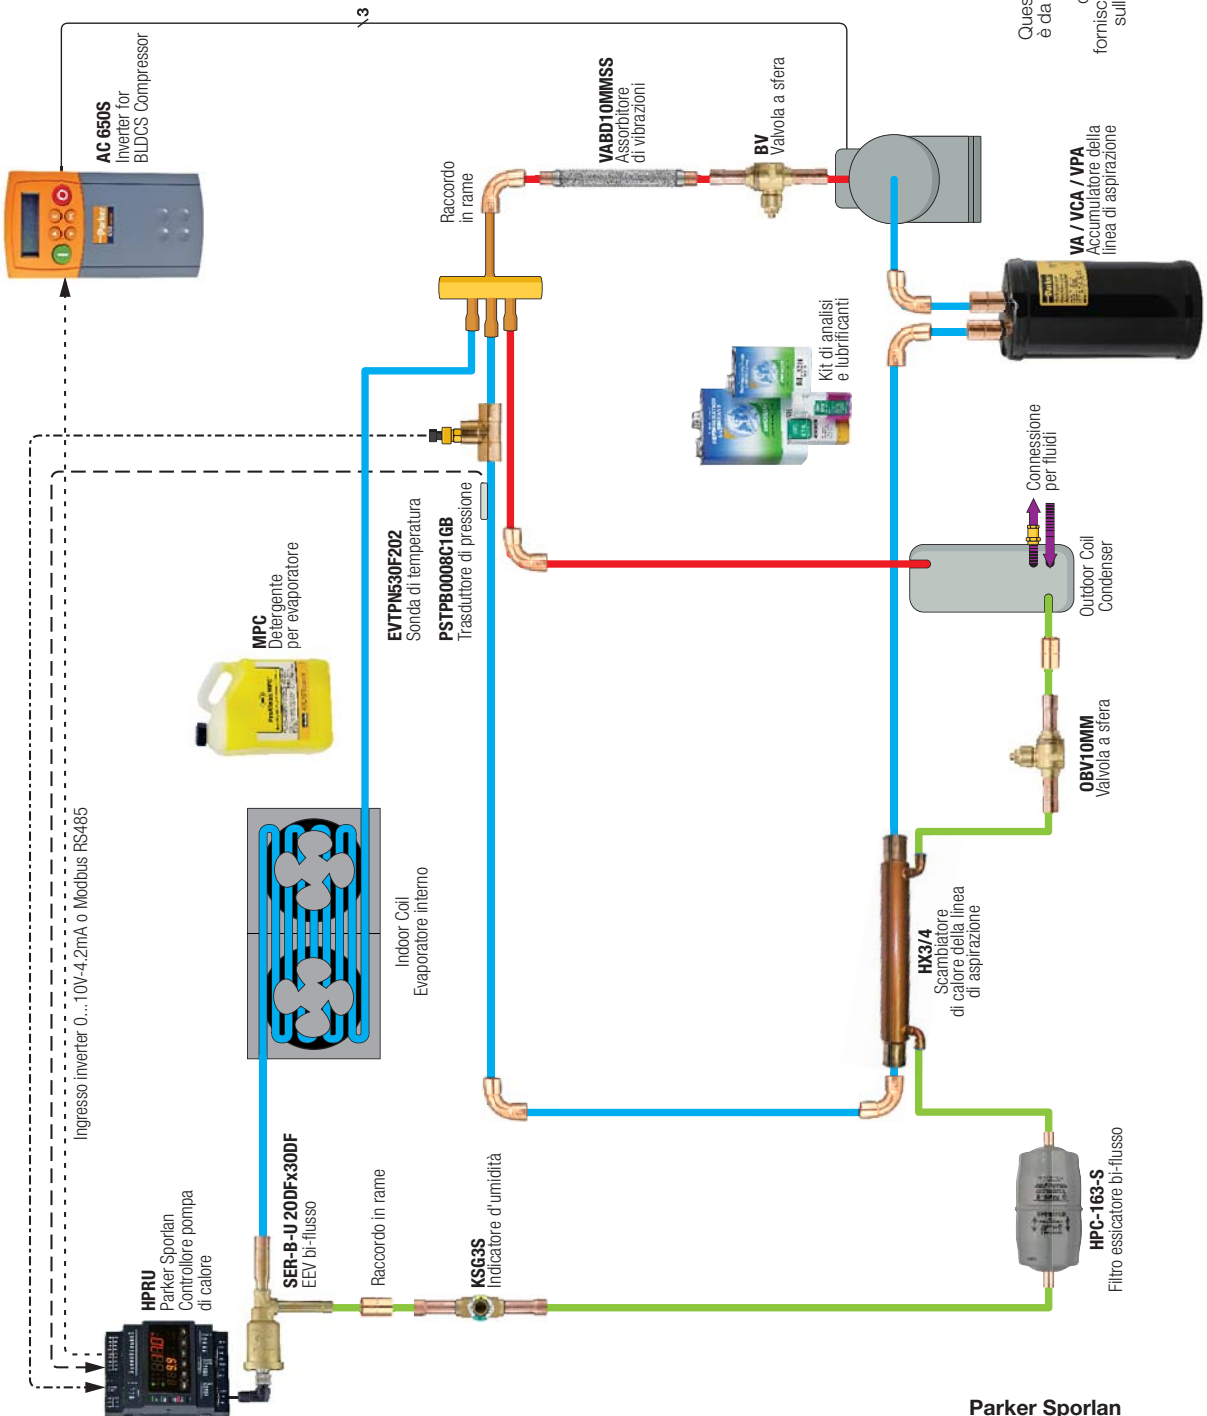 AC 650S
Inverter for
BLDCS Compressor
3
Ques
è da
fornisc
sull
Parker
Raccordo
in rame
VABD10MMSS
Assorbitore
di vibrazioni
BV
Valvola a sfera
VA / VCA / VPA
Accumulatore della
linea di aspirazione
Kit di analisi
e lubrificanti
Connessione
per fluidi
Outdoor Coil
Condenser
EVTPN530F202
Sonda di temperatura
PSTPB0008C1GB
Trasduttore di pressione
MPC
Detergente
per evaporatore
OBV10MM
Valvola a sfera
Ingresso inverter 0...10V-4.2mA o Modbus RS485
Indoor Coil
Evaporatore interno
HX3/4
Scambiatore
di calore della linea
di aspirazione
HPRU
Parker Sporlan
Controllore pompa
di calore
SER-B-U 20DFx30DF
EEV bi-flusso
Raccordo in rame
KSG3S
Indicatore d'umidità
HPC-163-S
Filtro essicatore bi-flusso
Parker Sporlan